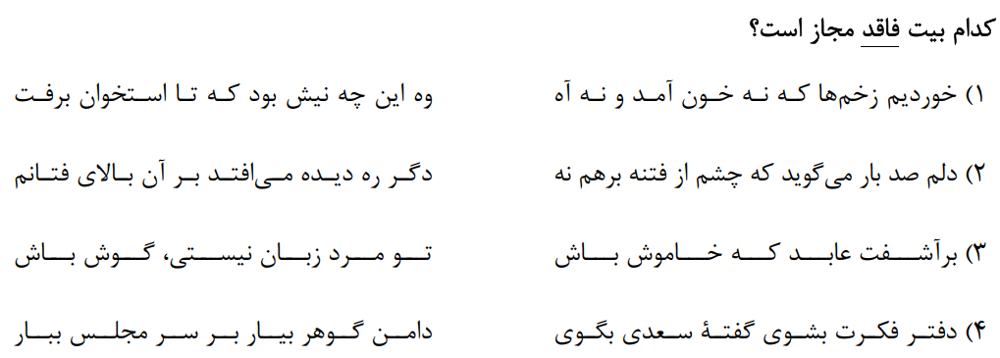 کدام بیت فاقد مجاز است؟
۱) خوردیم زخم‌ها که نه خون آمد و نه آه وه این چه نیش بود که تا استخوان برفت
۲) دلم صد بار می‌گوید که چشم از فتنه برهم نه دگر ره دیده می‌افتد بر آن بالای فتانم
۳) برآشفت عابد که خاموش باش تو مرد زبان نیستی، گوش باش
۴) دفتر فکرت بشوی گفتهٔ سعدی بگوی دامن گوهر بیار بر سر مجلس ببار